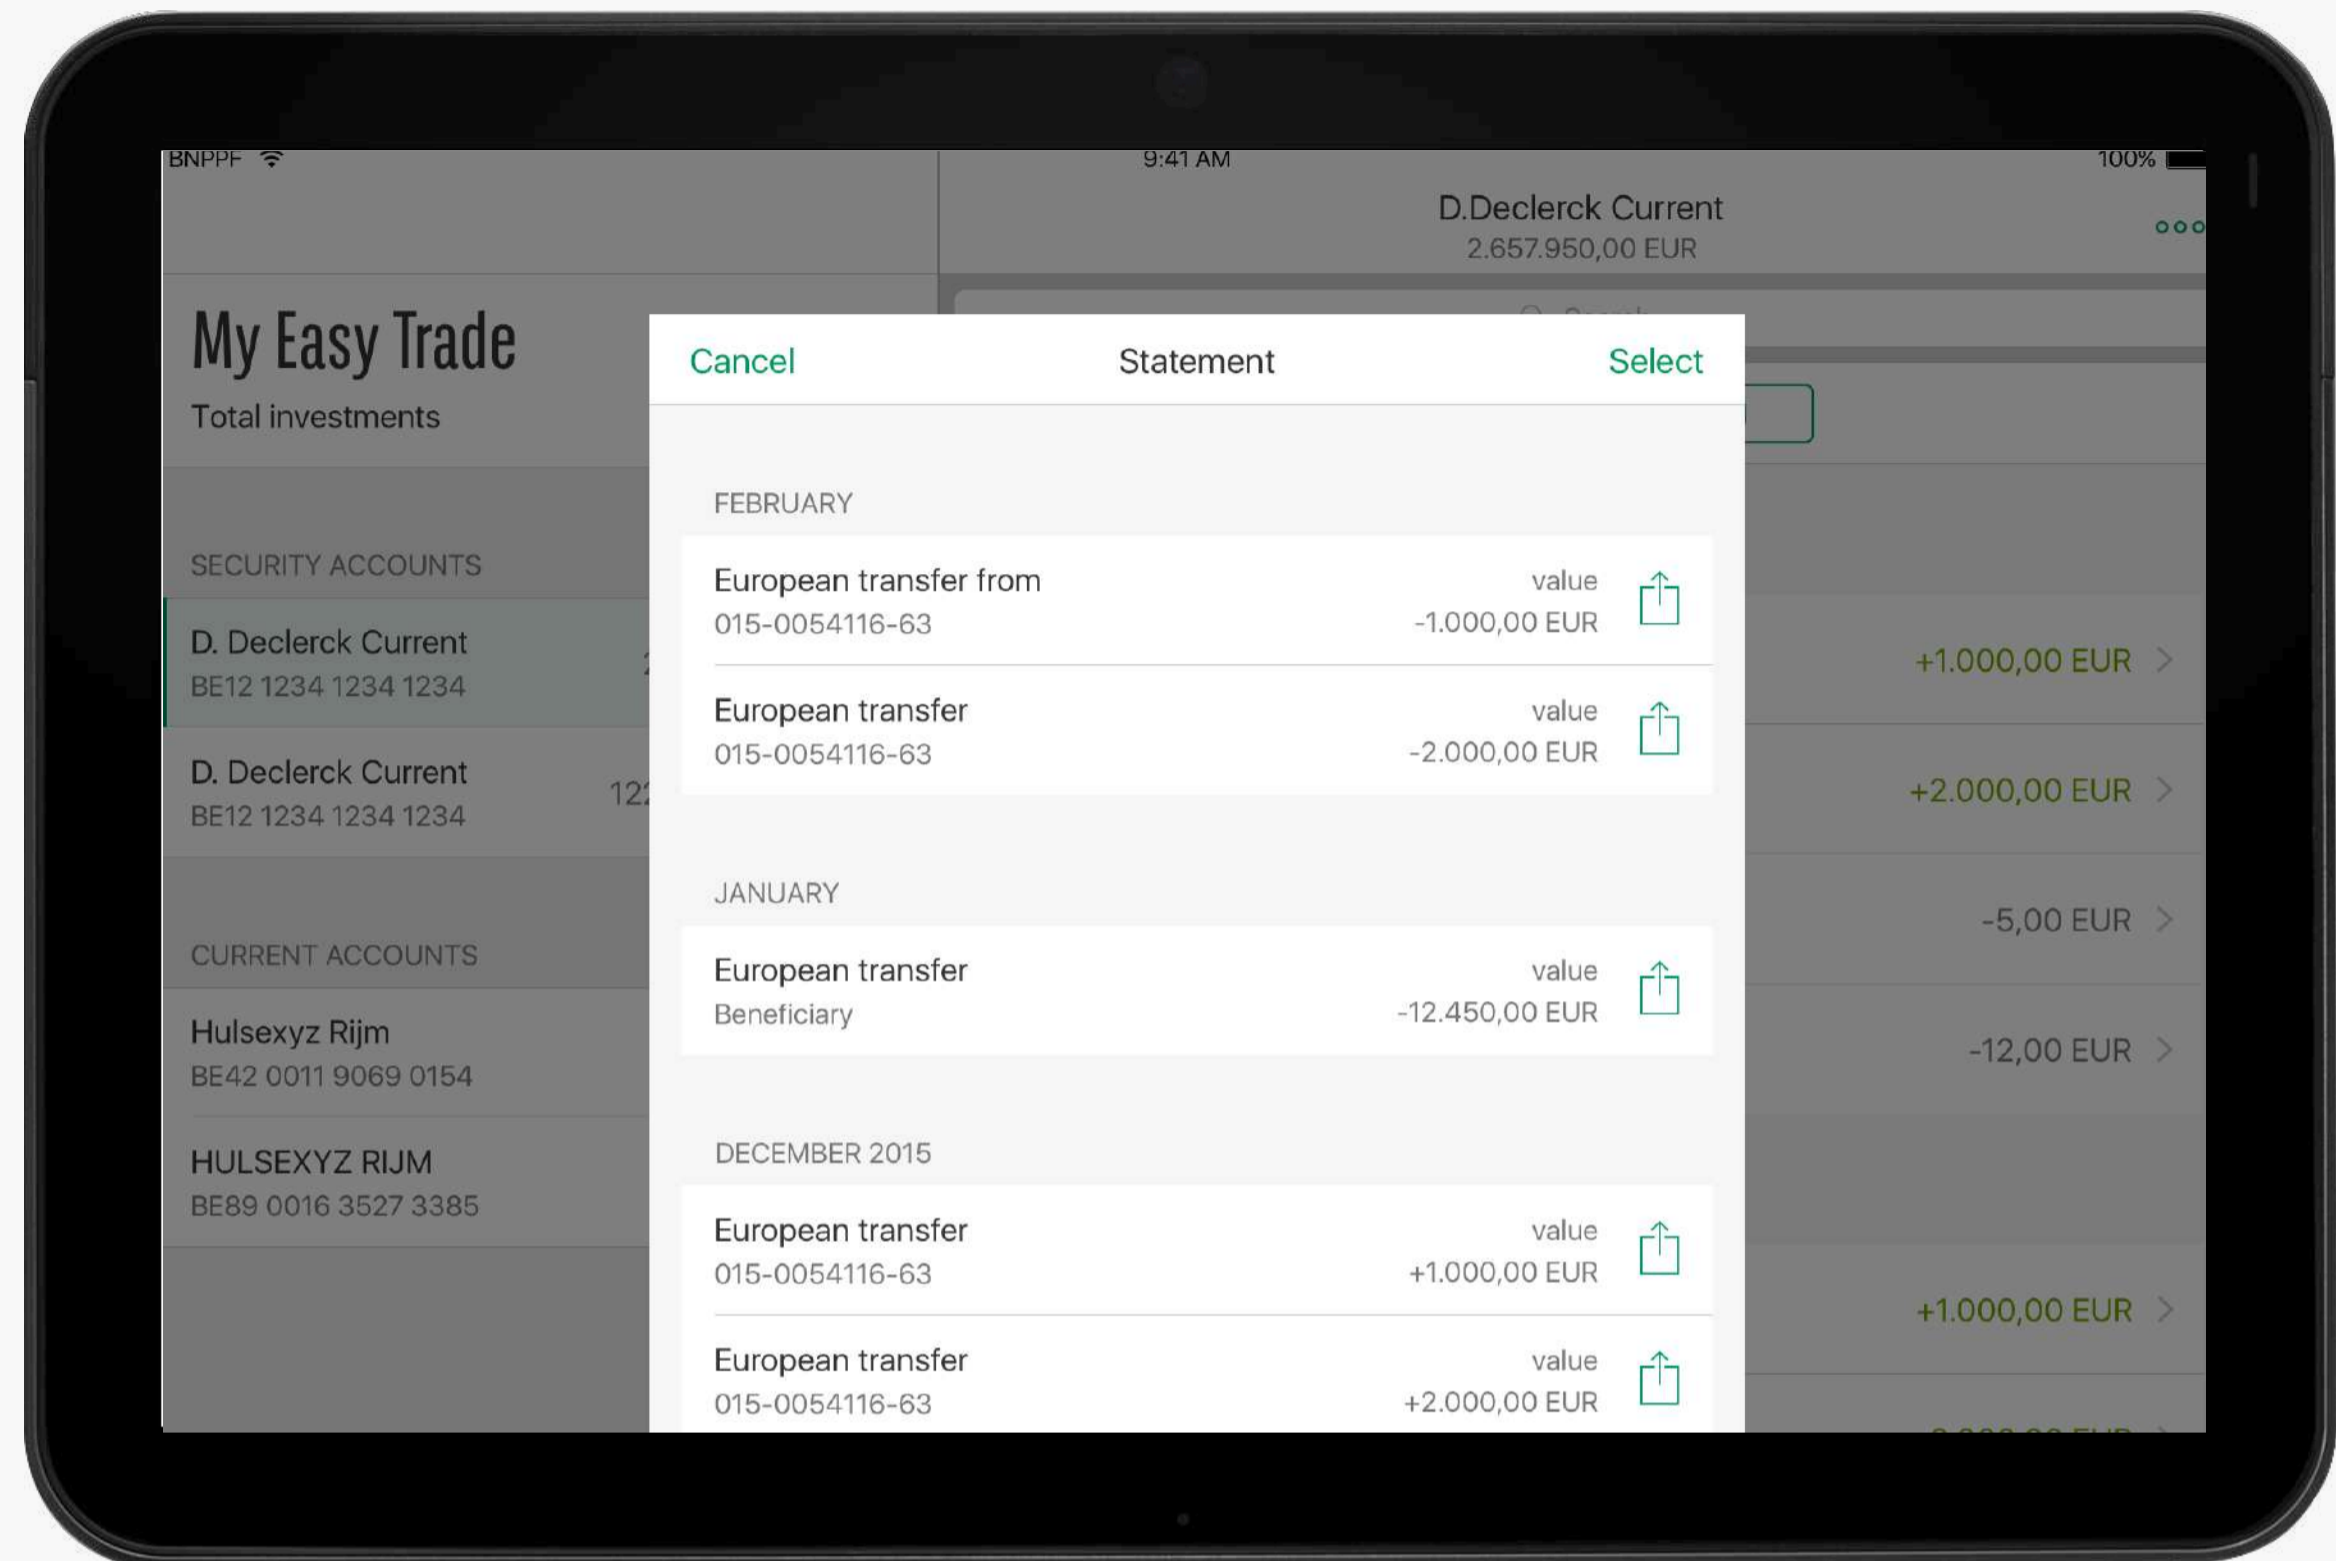 BNPPF
9:41 AM
100%
D.Declerck Current
2.657.950,00 EUR
My Easy Trade
Total investments
SECURITY ACCOUNTS
D. Declerck Current
BE12 1234 1234 1234
D. Declerck Current
BE12 1234 1234 1234
122
CURRENT ACCOUNTS
Hulsexyz Rijm
BE42 0011 9069 0154
HULSEXYZ RIJM
BE89 0016 3527 3385
Cancel
Statement
Select
FEBRUARY
European transfer from
value
015-0054116-63
-1.000,00 EUR
European transfer
value
015-0054116-63
-2.000,00 EUR
JANUARY
European transfer
value
Beneficiary
-12.450,00 EUR
DECEMBER 2015
European transfer
value
015-0054116-63
+1.000,00 EUR
European transfer
value
015-0054116-63
+2.000,00 EUR
+1.000,00 EUR
+2.000,00 EUR
-5,00 EUR
-12,00 EUR
+1.000,00 EUR